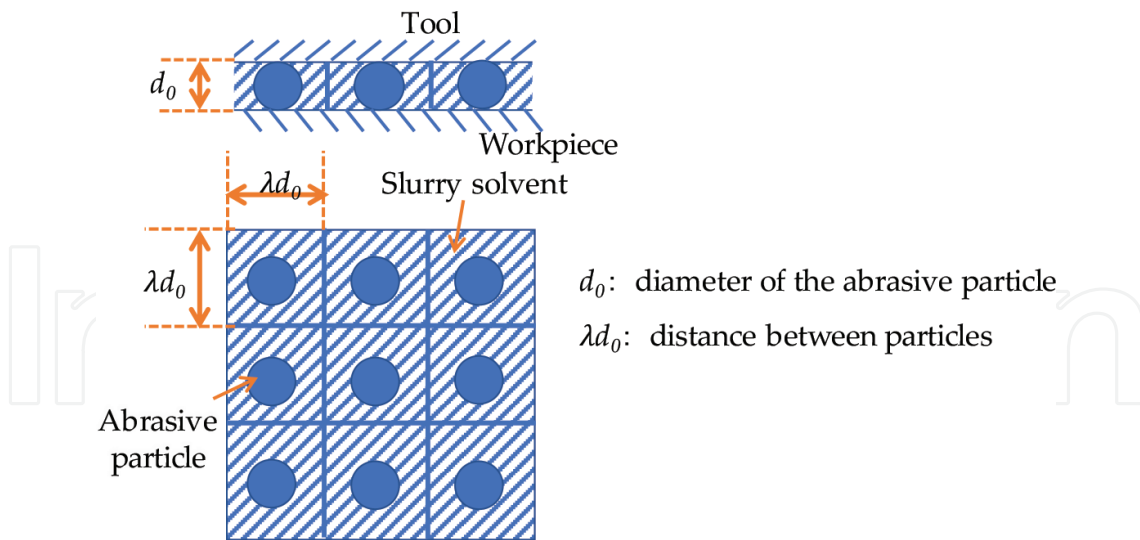 Tool
d₀
Workpiece
λd₀
Slurry solvent
λd₀
d₀: diameter of the abrasive particle
λd₀: distance between particles
Abrasive
particle